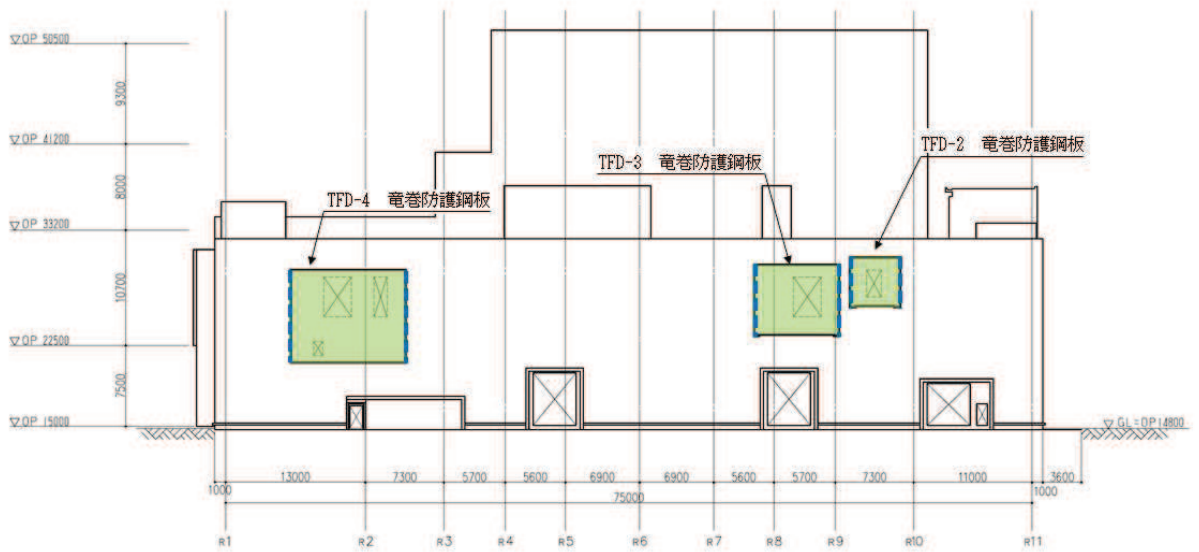 ▽OP 50500
9300
▽OP 41200
8000
▽OP 33200
10700
▽OP 22500
7500
▽OP 15000
TFD-4 竜巻防護鋼板
TFD-3 竜巻防護鋼板
TFD-2 竜巻防護鋼板
▽GL=OP14800
1000 13000 7300 5700 5600 6900 6900 5600 5700 7300 11000 1000 3600
75000
R1 R2 R3 R4 R5 R6 R7 R8 R9 R10 R11